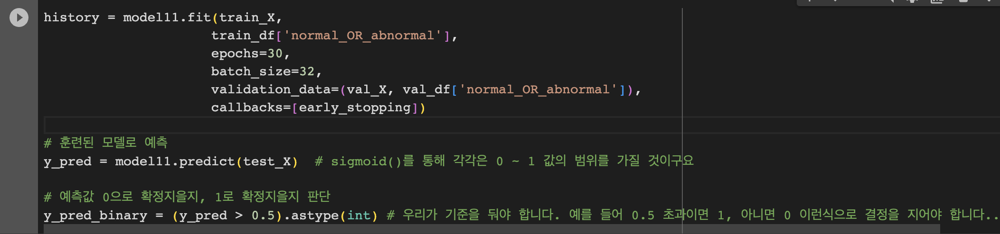 history = model11.fit(train_X,
train_df['normal_OR_abnormal'],
epochs=30,
batch_size=32,
validation_data=(val_X, val_df['normal_OR_abnormal']),
callbacks=[early_stopping])
# 훈련된 모델로 예측
y_pred = model11.predict(test_X)  # sigmoid()를 통해 각각은 0 ~ 1 값의 범위를 가질 것이구요
# 예측값 0으로 확정지을지, 1로 확정지을지 판단
y_pred_binary = (y_pred > 0.5).astype(int) # 우리가 기준을 둬야 합니다. 예를 들어 0.5 초과이면 1, 아니면 0 이런식으로 결정을 지어야 합니다..